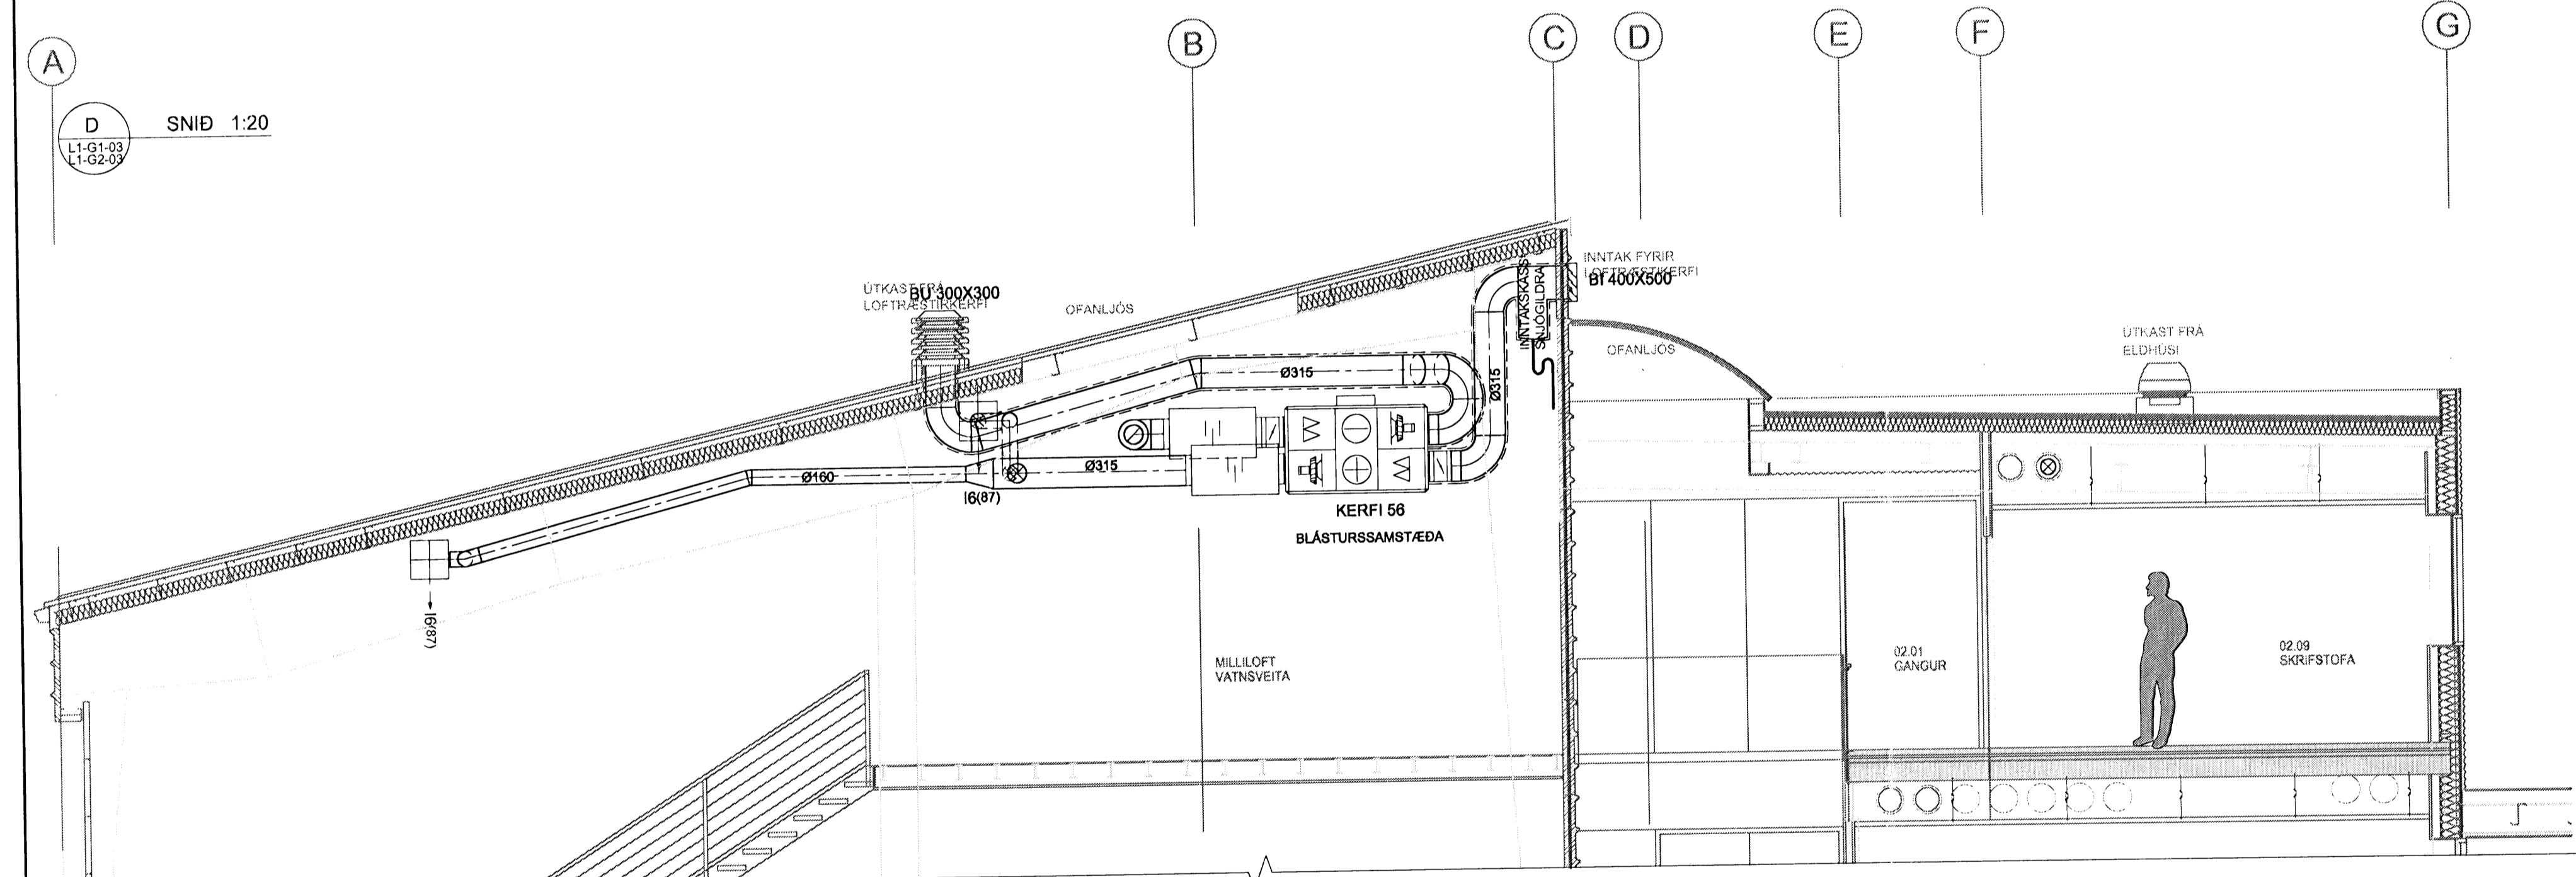 A
B
C
D
E
F
G
D
L1-G1-03
L1-G2-03
SNIÐ 1:20
ÚTKAST FRÁ
LOFTRÆSTIRKERFI
BÚ 300X300
OFANLJÓS
INNTAK FYRIR
LOFTRÆSTIKERFI
BI 400X500
INNTAKSKASSI
SNJÓGILDRA
OFANLJÓS
ÚTKAST FRÁ
ELDHÚSI
Ø315
Ø315
Ø315
Ø160
I6(87)
KERFI 56
BLÁSTURSSAMSTÆÐA
I6(87)
MILLILOFT
VATNSVEITA
02.01
GANGUR
02.09
SKRIFSTOFA